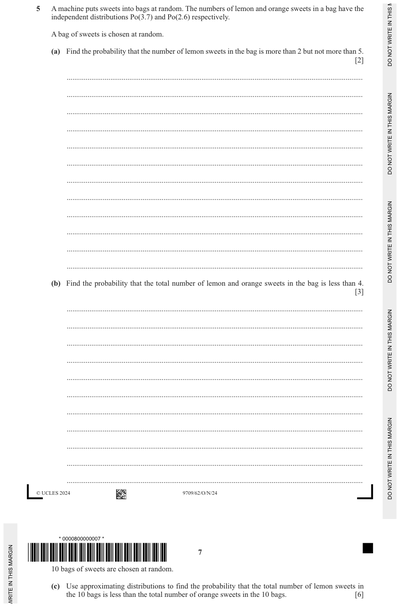 5 A machine puts sweets into bags at random. The numbers of lemon and orange sweets in a bag have the
independent distributions Po(3.7) and Po(2.6) respectively.
A bag of sweets is chosen at random.
(a) Find the probability that the number of lemon sweets in the bag is more than 2 but not more than 5.
[2]
(b) Find the probability that the total number of lemon and orange sweets in the bag is less than 4.
[3]
© UCLES 2024 9709/62/O/N/24
DO NOT WRITE IN THIS M
DO NOT WRITE IN THIS MARGIN
DO NOT WRITE IN THIS MARGIN
DO NOT WRITE IN THIS MARGIN
DO NOT WRITE IN THIS MARGIN
WRITE IN THIS MARGIN
* 0000800000007 *
7
10 bags of sweets are chosen at random.
(c) Use approximating distributions to find the probability that the total number of lemon sweets in
the 10 bags is less than the total number of orange sweets in the 10 bags. [6]